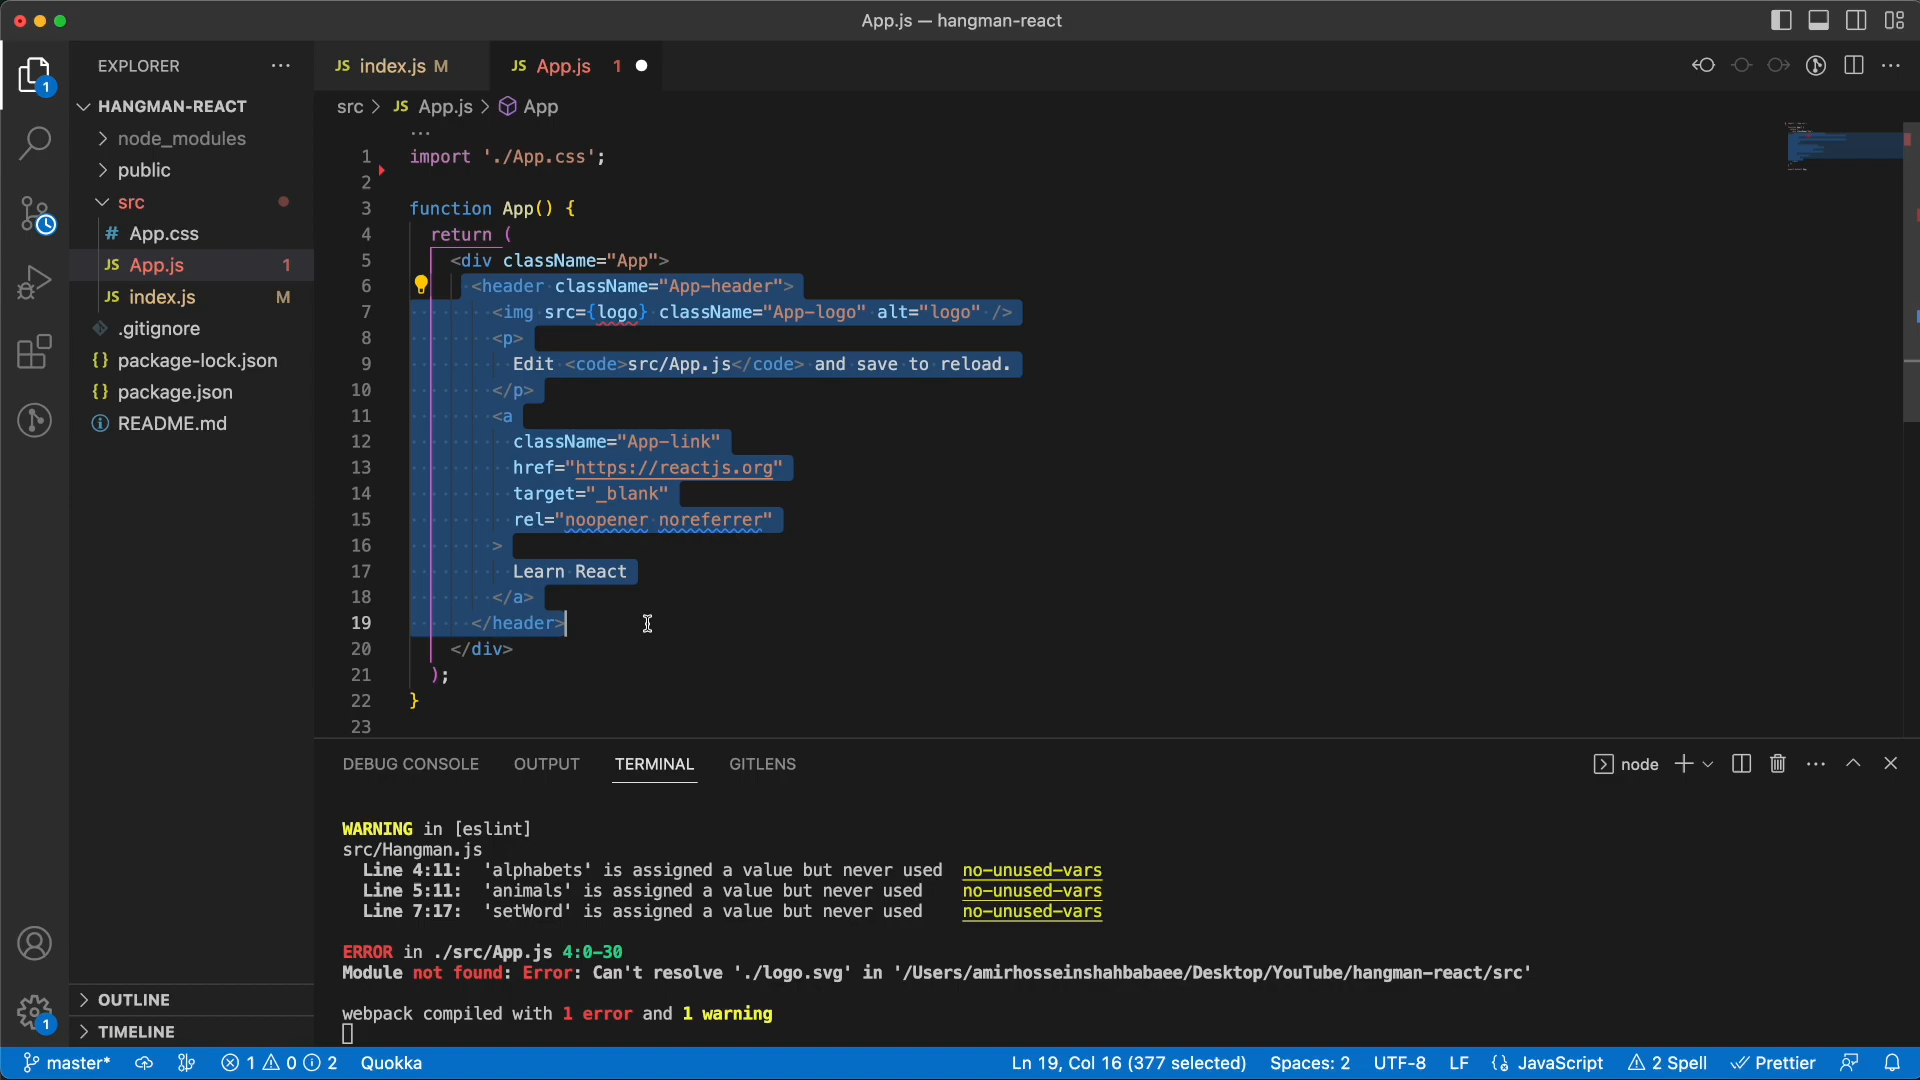 App.js — hangman-react
EXPLORER
HANGMAN-REACT
node_modules
public
src
# App.css
JS App.js 1
JS index.js M
.gitignore
{} package-lock.json
{} package.json
README.md
OUTLINE
TIMELINE
1
1
JS index.js M
JS App.js 1
src > JS App.js > App
...
1 import './App.css';
2
3 function App() {
4 return (
5 <div className="App">
6 <header className="App-header">
7 <img src={logo} className="App-logo" alt="logo" />
8 <p>
9 Edit <code>src/App.js</code> and save to reload.
10 </p>
11 <a
12 className="App-link"
13 href="https://reactjs.org"
14 target="_blank"
15 rel="noopener noreferrer"
16 >
17 Learn React
18 </a>
19 </header>
20 </div>
21 );
22 }
23
DEBUG CONSOLE OUTPUT TERMINAL GITLENS
node
WARNING in [eslint]
src/Hangman.js
Line 4:11: 'alphabets' is assigned a value but never used no-unused-vars
Line 5:11: 'animals' is assigned a value but never used no-unused-vars
Line 7:17: 'setWord' is assigned a value but never used no-unused-vars
ERROR in ./src/App.js 4:0-30
Module not found: Error: Can't resolve './logo.svg' in '/Users/amirhosseinshahbabaee/Desktop/YouTube/hangman-react/src'
webpack compiled with 1 error and 1 warning
master* 1 0 2 Quokka Ln 19, Col 16 (377 selected) Spaces: 2 UTF-8 LF {} JavaScript 2 Spell Prettier